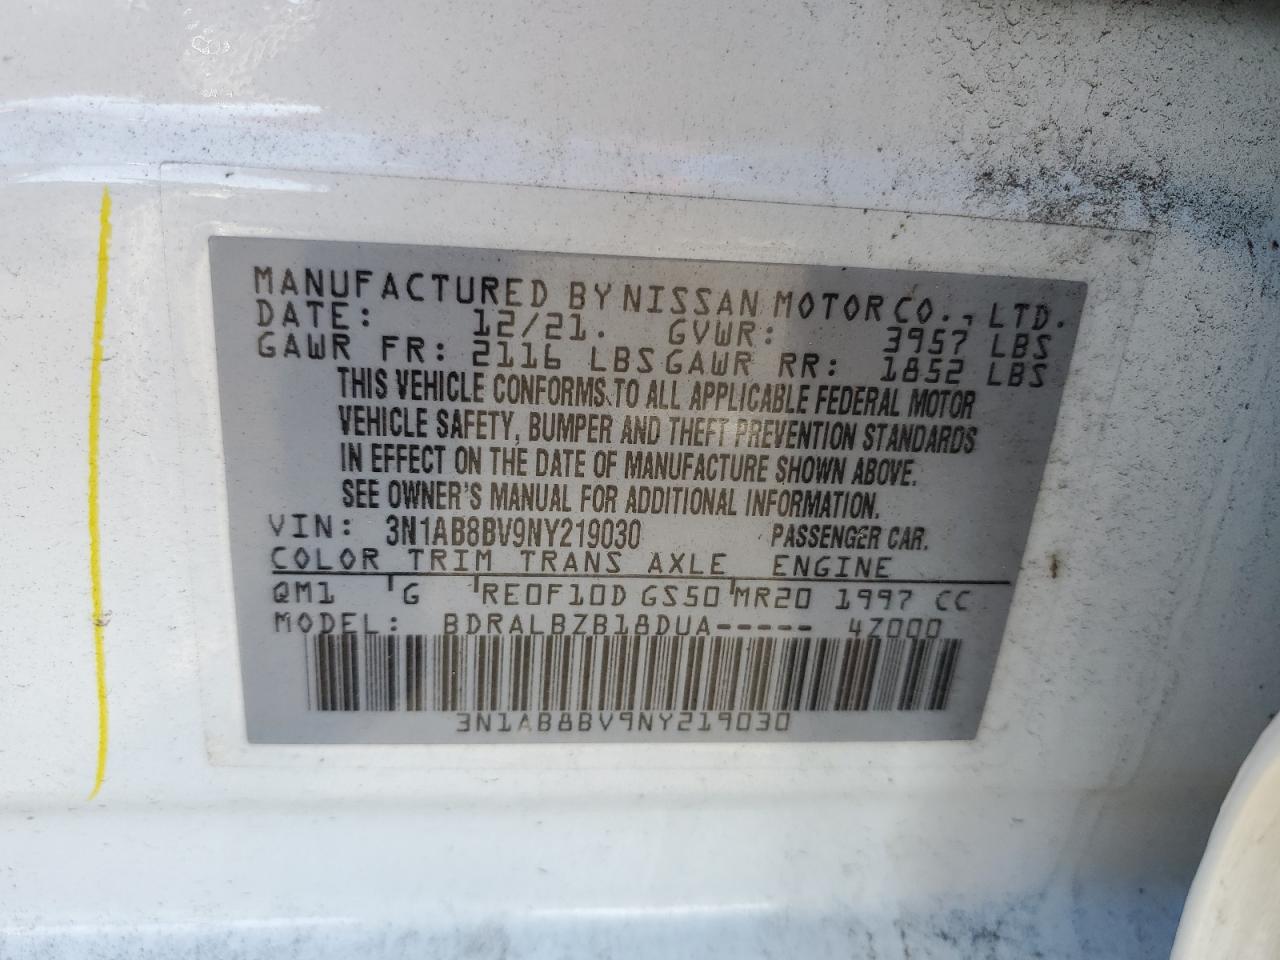 MANUFACTURED BY NISSAN MOTOR CO., LTD.
DATE: 12/21. GVWR: 3957 LBS
GAWR FR: 2116 LBS GAWR RR: 1852 LBS
THIS VEHICLE CONFORMS TO ALL APPLICABLE FEDERAL MOTOR
VEHICLE SAFETY, BUMPER AND THEFT PREVENTION STANDARDS
IN EFFECT ON THE DATE OF MANUFACTURE SHOWN ABOVE.
SEE OWNER'S MANUAL FOR ADDITIONAL INFORMATION.
VIN: 3N1AB8BV9NY219030 PASSENGER CAR.
COLOR TRIM TRANS AXLE ENGINE
QM1 G RE0F10D GS50 MR20 1997 CC
MODEL: BDRALBZB18DUA----- 4Z000
3N1AB8BV9NY219030